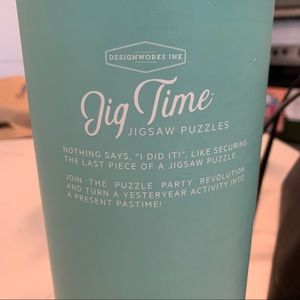 DESIGNWORKS INK
Jig Time™
JIGSAW PUZZLES
NOTHING SAYS, "I DID IT!", LIKE SECURING
THE LAST PIECE OF A JIGSAW PUZZLE.
JOIN THE PUZZLE PARTY REVOLUTION
AND TURN A YESTERYEAR ACTIVITY INTO
A PRESENT PASTIME!